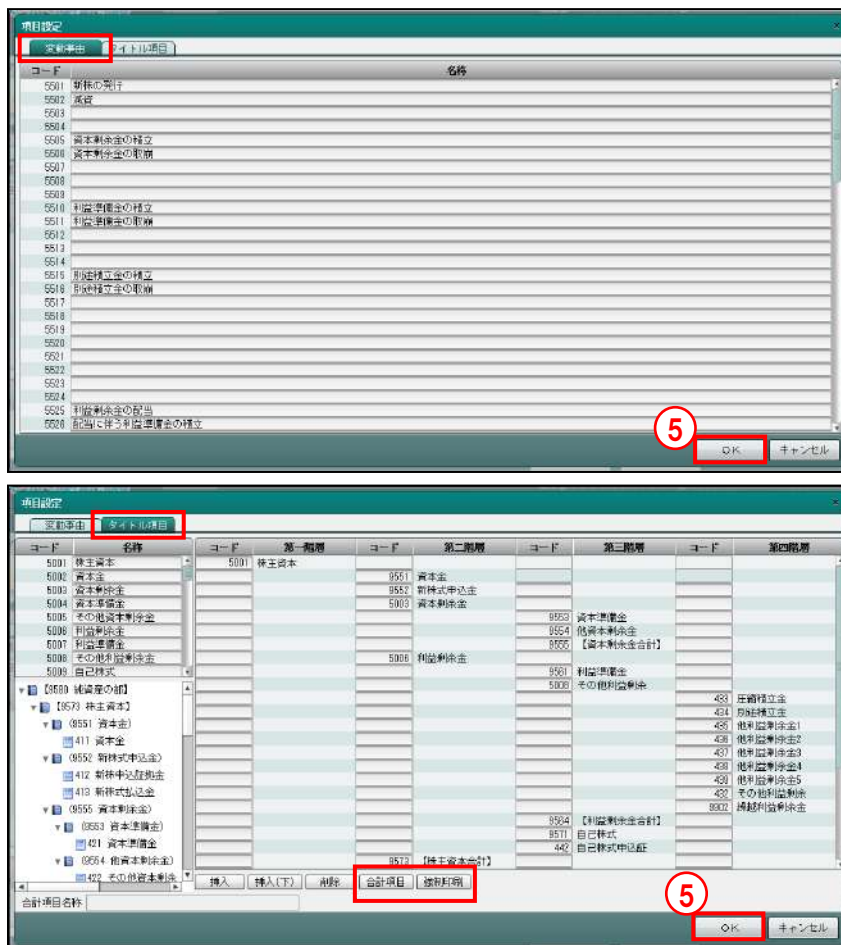 項目設定
変動事由 タイトル項目
コード 名称
5501 新株の発行
5502 減資
5503
5504
5505 資本剰余金の積立
5506 資本剰余金の取崩
5507
5508
5509
5510 利益準備金の積立
5511 利益準備金の取崩
5512
5513
5514
5515 別途積立金の積立
5516 別途積立金の取崩
5517
5518
5519
5520
5521
5522
5523
5524
5525 利益剰余金の配当
5526 配当に伴う利益準備金の積立
5
OK キャンセル
項目設定
変動事由 タイトル項目
コード 名称 コード 第一階層 コード 第二階層 コード 第三階層 コード 第四階層
5001 株主資本 5001 株主資本
5002 資本金 9551 資本金
5003 資本剰余金 9552 新株式申込金
5004 資本準備金 5003 資本剰余金
5005 その他資本剰余金 9553 資本準備金
5006 利益剰余金 9554 他資本剰余金
5007 利益準備金 9555 【資本剰余金合計】
5008 その他利益剰余金 5006 利益剰余金
5009 自己株式 9561 利益準備金
【9580 純資産の部】 5008 その他利益剰余
【9573 株主資本】 433 圧縮積立金
434 別途積立金
(9551 資本金) 435 他利益剰余金1
411 資本金 436 他利益剰余金2
(9552 新株式申込金) 437 他利益剰余金3
412 新株申込証拠金 438 他利益剰余金4
439 他利益剰余金5
413 新株式払込金 432 その他利益剰余
(9555 資本剰余金) 9902 繰越利益剰余金
(9553 資本準備金) 9564 【利益剰余金合計】
9571 自己株式
421 資本準備金 442 自己株式申込証
(9554 他資本剰余金) 9573 【株主資本合計】
422 その他資本剰余
挿入 挿入(下) 削除 合計項目 強制印刷
合計項目名称
5
OK キャンセル